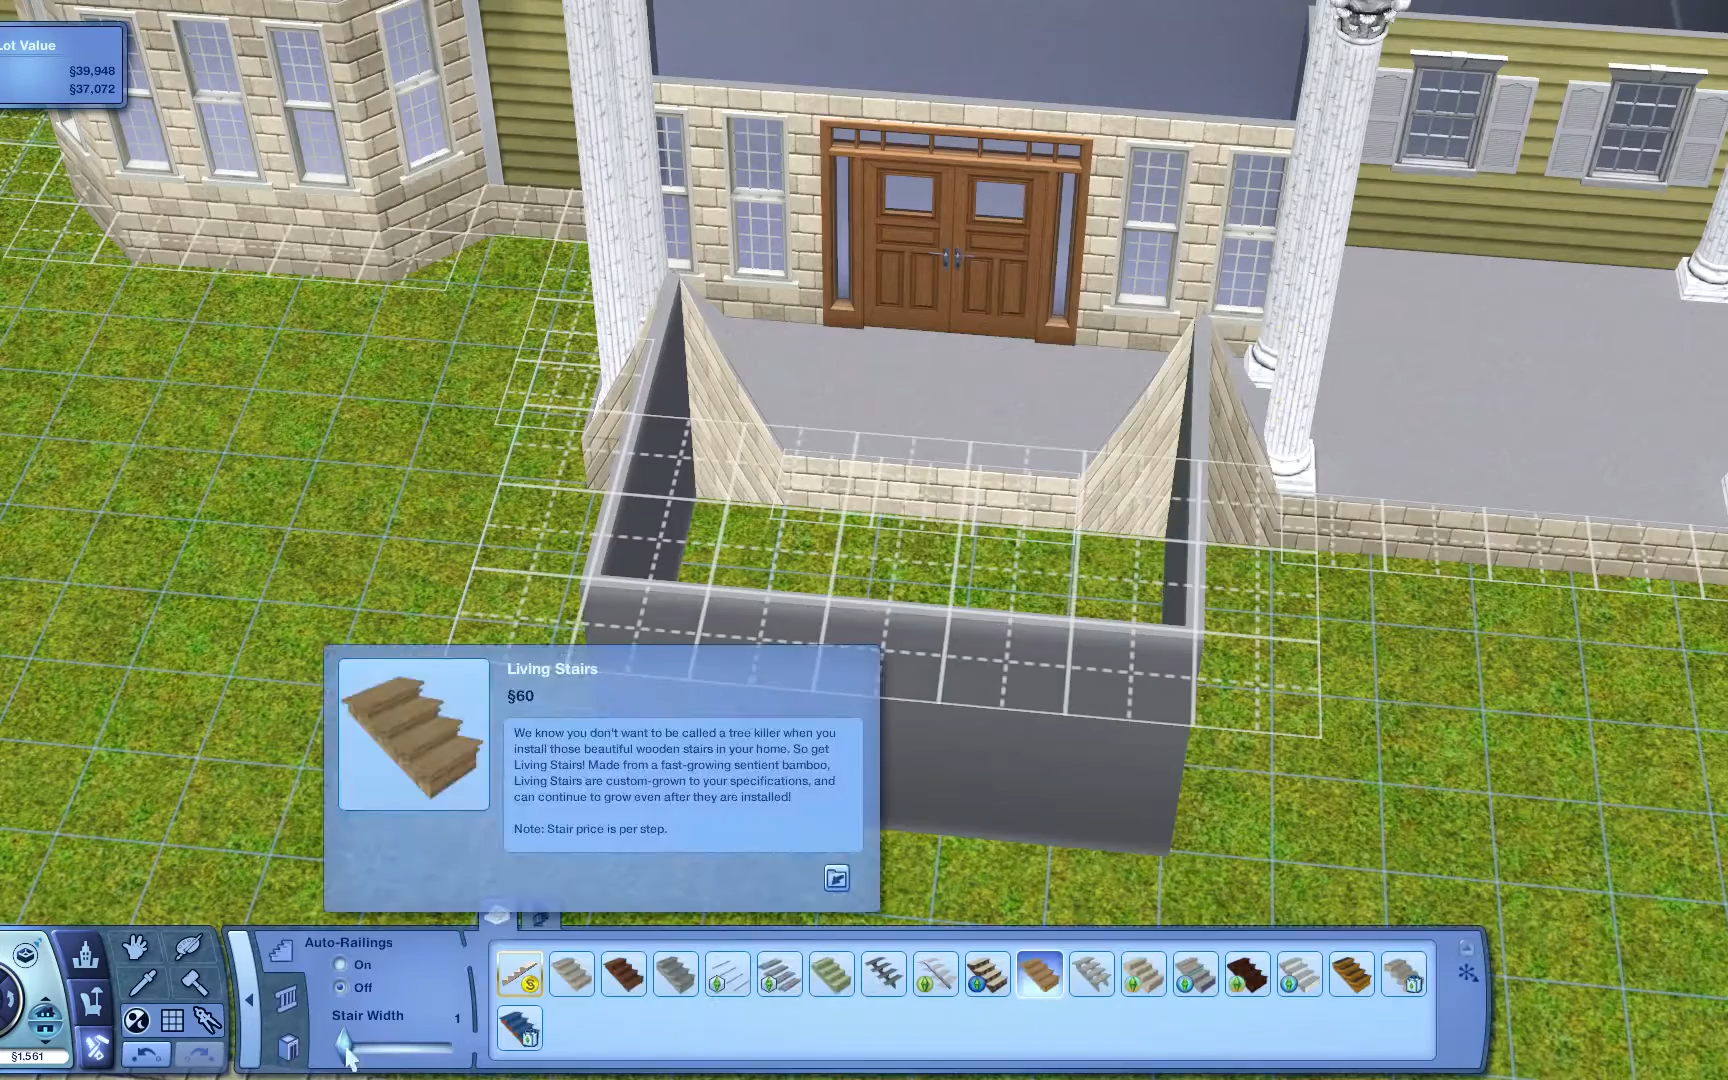 Lot Value
§39,948
§37,072
Living Stairs
§60
We know you don't want to be called a tree killer when you
install those beautiful wooden stairs in your home. So get
Living Stairs! Made from a fast-growing sentient bamboo,
Living Stairs are custom-grown to your specifications, and
can continue to grow even after they are installed!
Note: Stair price is per step.
Auto-Railings
On
Off
Stair Width 1
§1,561